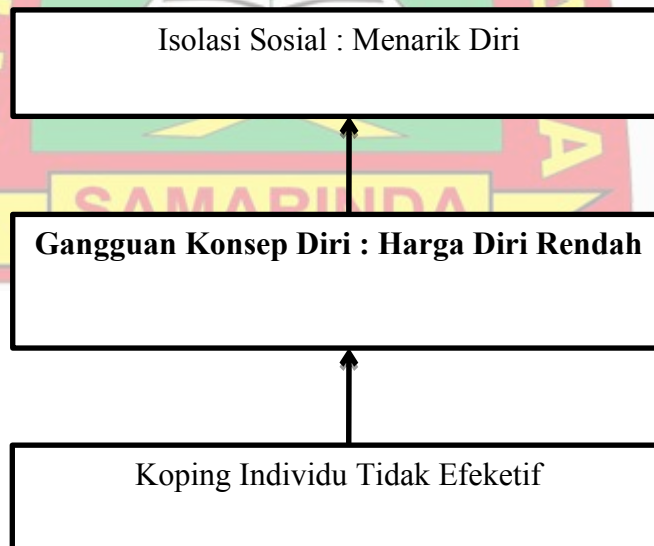 Isolasi Sosial : Menarik Diri
SAMARINDA
Gangguan Konsep Diri : Harga Diri Rendah
Koping Individu Tidak Efeketif